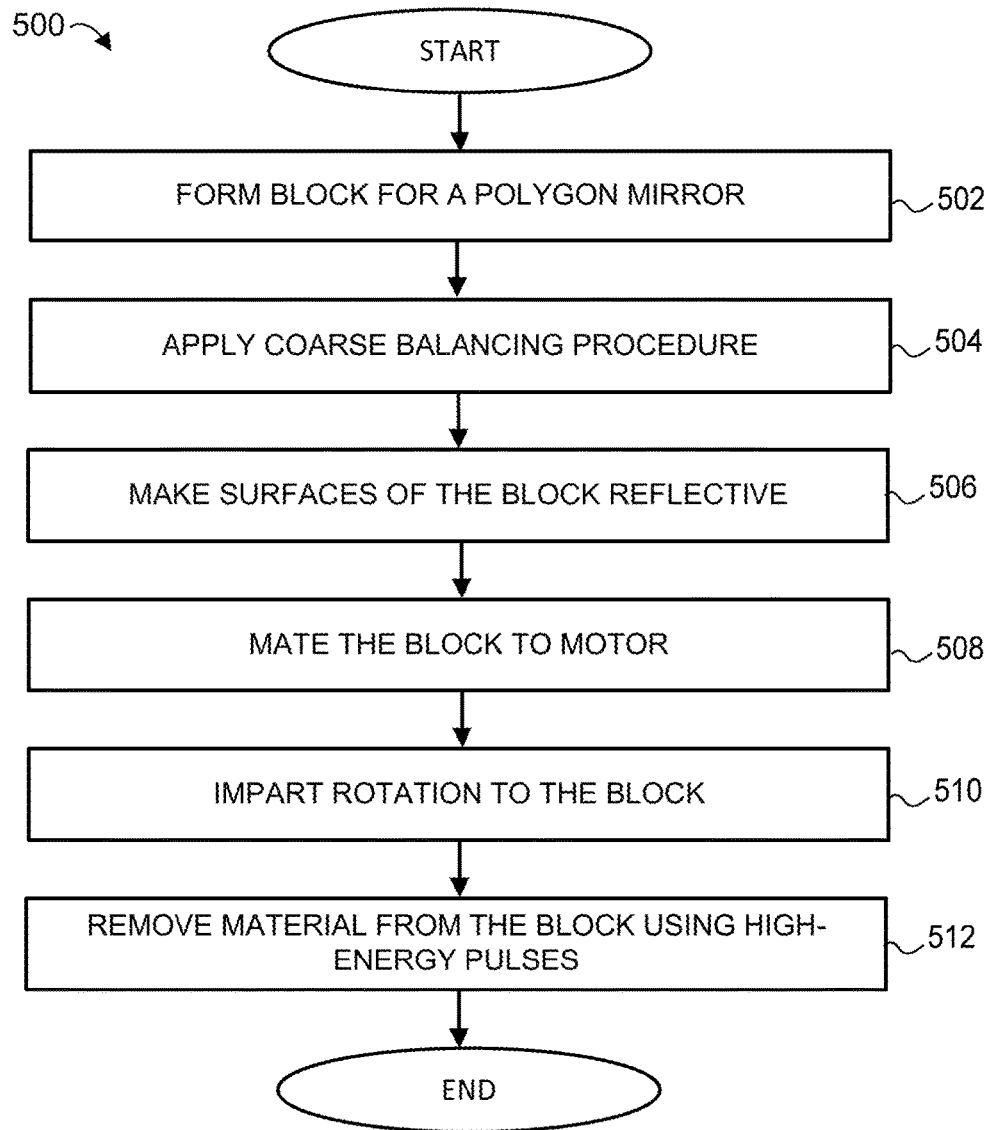 500
START
FORM BLOCK FOR A POLYGON MIRROR
502
APPLY COARSE BALANCING PROCEDURE
504
MAKE SURFACES OF THE BLOCK REFLECTIVE
506
MATE THE BLOCK TO MOTOR
508
IMPART ROTATION TO THE BLOCK
510
REMOVE MATERIAL FROM THE BLOCK USING HIGH-
ENERGY PULSES
512
END